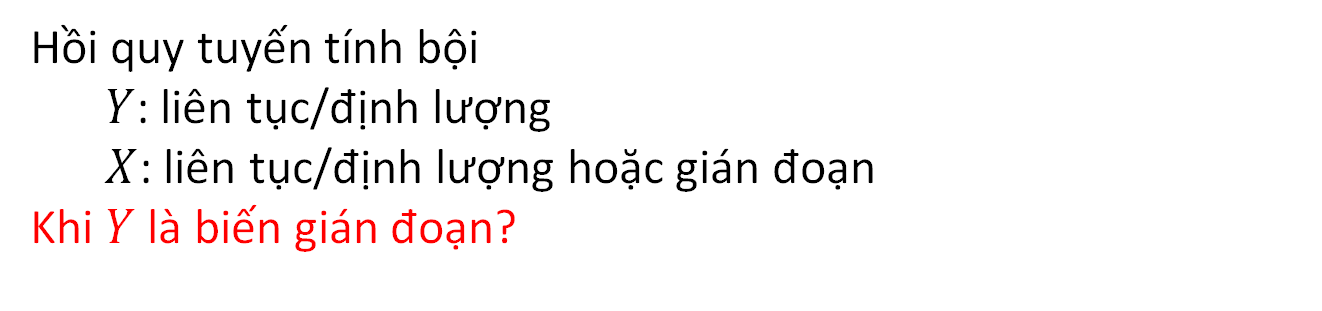 Hồi quy tuyến tính bội
Y: liên tục/định lượng
X: liên tục/định lượng hoặc gián đoạn
Khi Y là biến gián đoạn?